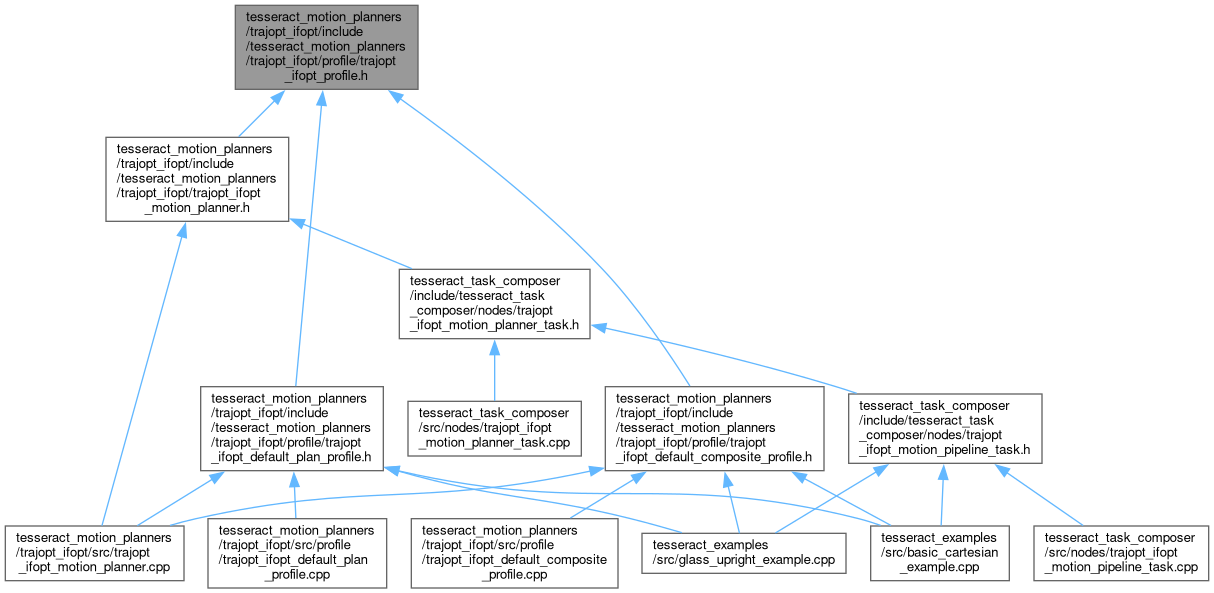 tesseract_motion_planners
/trajopt_ifopt/include
/tesseract_motion_planners
/trajopt_ifopt/profile/trajopt
_ifopt_profile.h
tesseract_motion_planners
/trajopt_ifopt/include
/tesseract_motion_planners
/trajopt_ifopt/trajopt_ifopt
_motion_planner.h
tesseract_task_composer
/include/tesseract_task
_composer/nodes/trajopt
_ifopt_motion_planner_task.h
tesseract_motion_planners
/trajopt_ifopt/include
/tesseract_motion_planners
/trajopt_ifopt/profile/trajopt
_ifopt_default_plan_profile.h
tesseract_task_composer
/src/nodes/trajopt_ifopt
_motion_planner_task.cpp
tesseract_motion_planners
/trajopt_ifopt/include
/tesseract_motion_planners
/trajopt_ifopt/profile/trajopt
_ifopt_default_composite_profile.h
tesseract_task_composer
/include/tesseract_task
_composer/nodes/trajopt
_ifopt_motion_pipeline_task.h
tesseract_motion_planners
/trajopt_ifopt/src/trajopt
_ifopt_motion_planner.cpp
tesseract_motion_planners
/trajopt_ifopt/src/profile
/trajopt_ifopt_default_plan
_profile.cpp
tesseract_motion_planners
/trajopt_ifopt/src/profile
/trajopt_ifopt_default_composite
_profile.cpp
tesseract_examples
/src/glass_upright_example.cpp
tesseract_examples
/src/basic_cartesian
_example.cpp
tesseract_task_composer
/src/nodes/trajopt_ifopt
_motion_pipeline_task.cpp